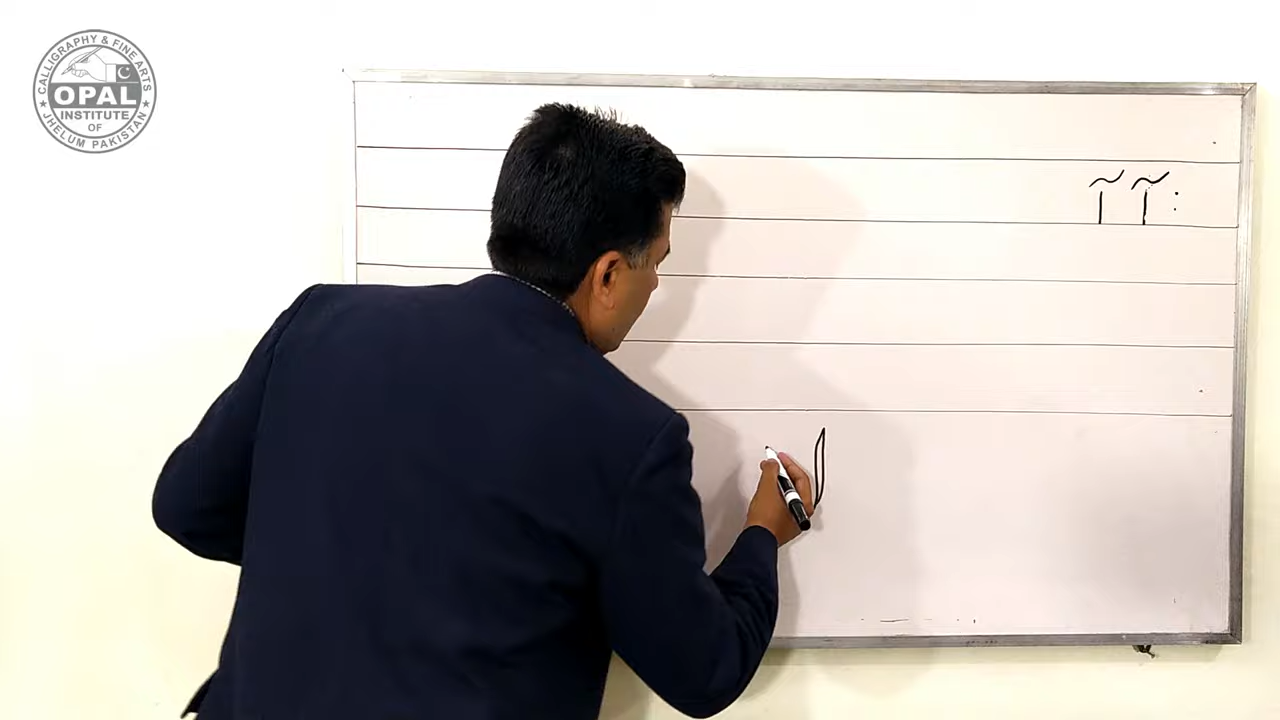 CALLIGRAPHY & FINE ARTS
OPAL
INSTITUTE
OF
JHELUM PAKISTAN
آ آ :